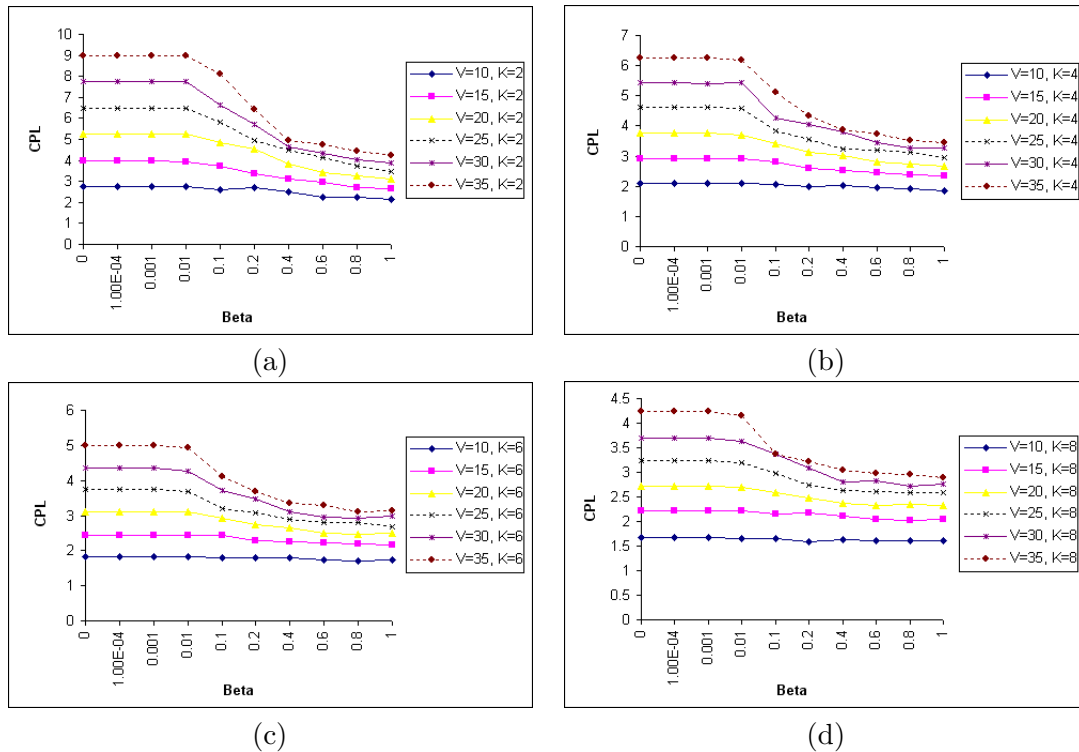 10
9
8
7
6
5
4
3
2
1
0
CPL
0
1.00E-04
0.001
0.01
0.1
0.2
0.4
0.6
0.8
1
Beta
V=10, K=2
V=15, K=2
V=20, K=2
V=25, K=2
V=30, K=2
V=35, K=2
(a)
7
6
5
4
3
2
1
0
CPL
0
1.00E-04
0.001
0.01
0.1
0.2
0.4
0.6
0.8
1
Beta
V=10, K=4
V=15, K=4
V=20, K=4
V=25, K=4
V=30, K=4
V=35, K=4
(b)
6
5
4
3
2
1
0
CPL
0
1.00E-04
0.001
0.01
0.1
0.2
0.4
0.6
0.8
1
Beta
V=10, K=6
V=15, K=6
V=20, K=6
V=25, K=6
V=30, K=6
V=35, K=6
(c)
4.5
4
3.5
3
2.5
2
1.5
1
0.5
0
CPL
0
1.00E-04
0.001
0.01
0.1
0.2
0.4
0.6
0.8
1
Beta
V=10, K=8
V=15, K=8
V=20, K=8
V=25, K=8
V=30, K=8
V=35, K=8
(d)